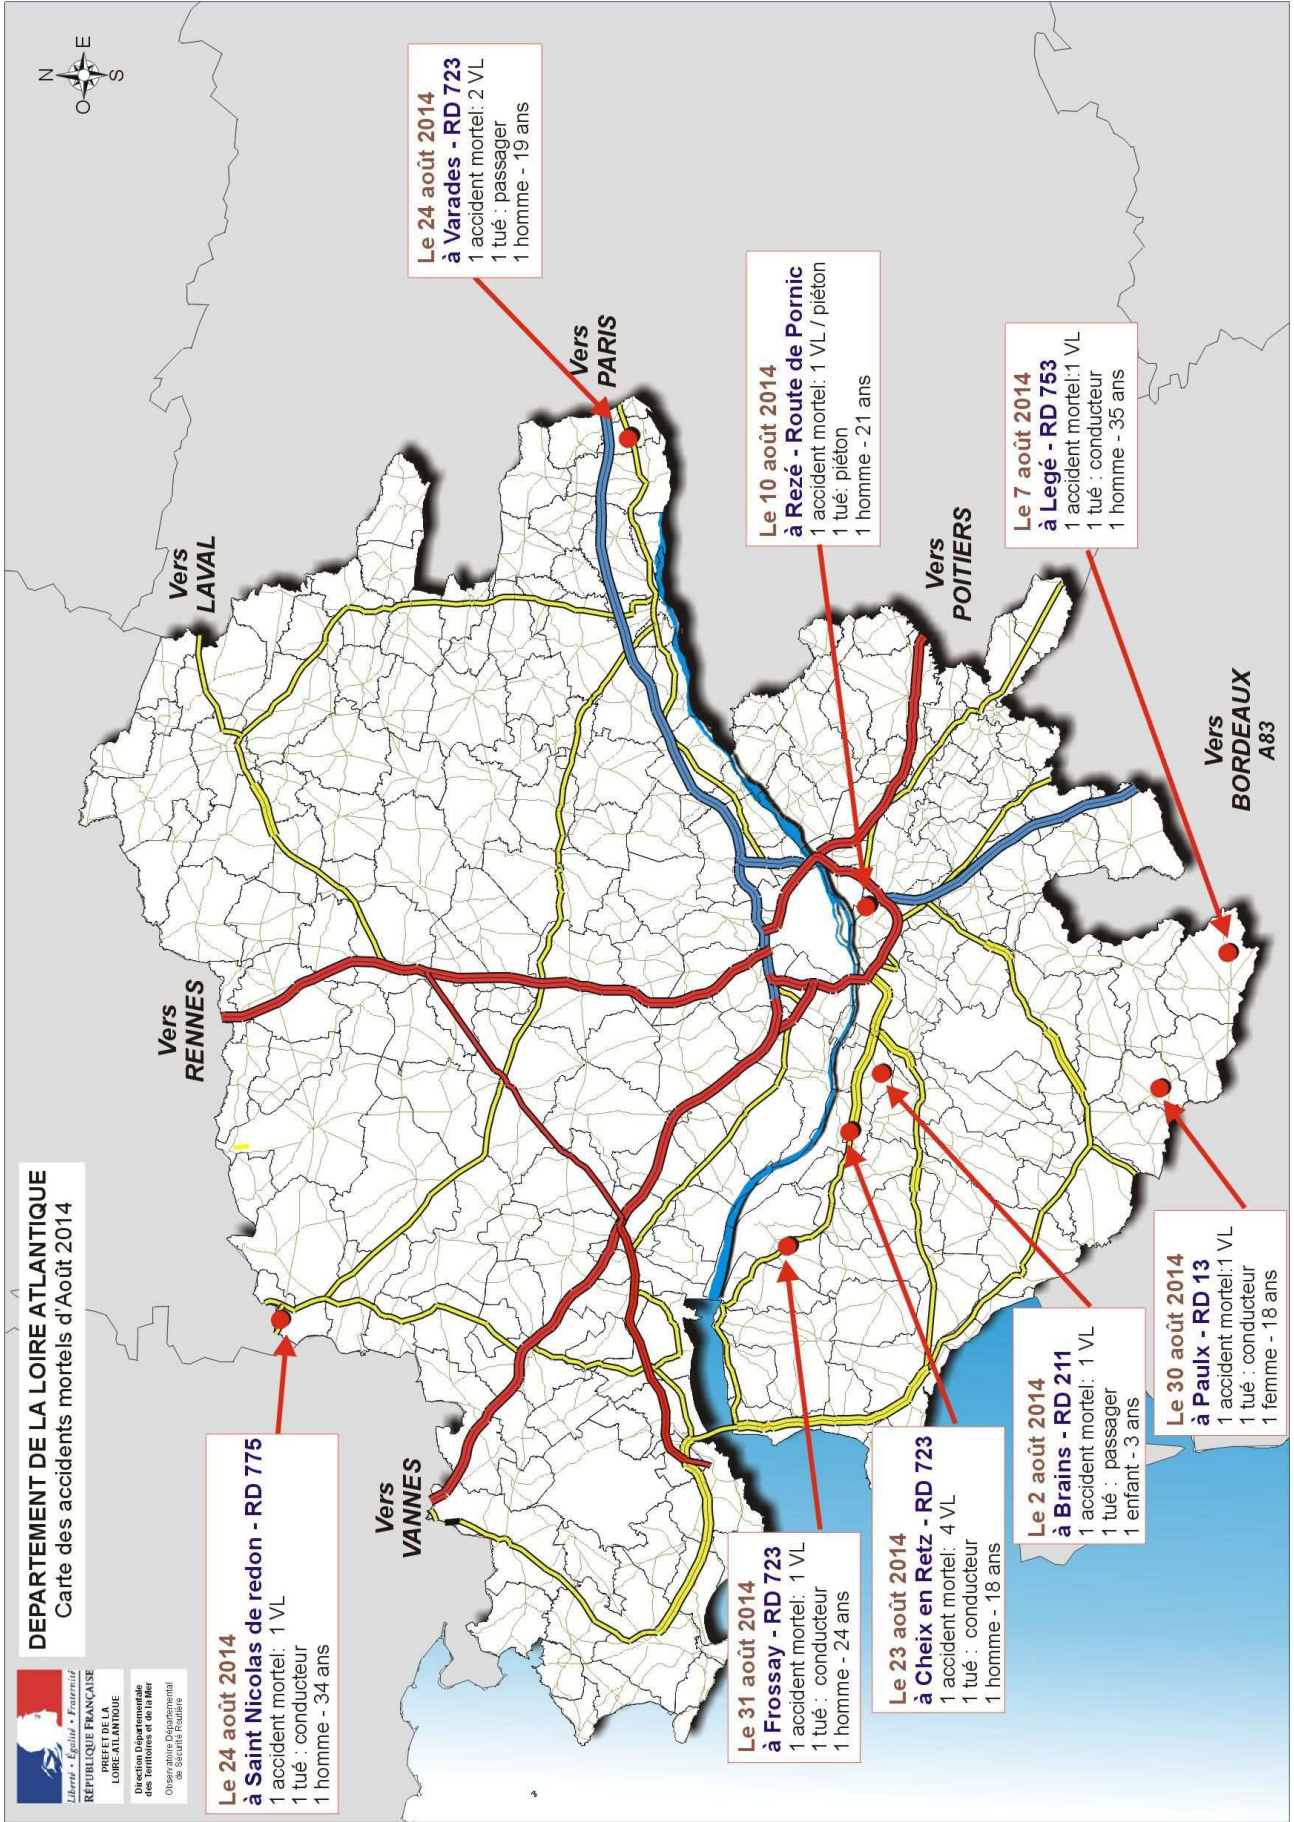 Liberté • Égalité • Fraternité
RÉPUBLIQUE FRANÇAISE
PREFET DE LA
LOIRE-ATLANTIQUE
Direction Départementale
des Territoires et de la Mer
Observatoire Départemental
de Sécurité Routière
DEPARTEMENT DE LA LOIRE ATLANTIQUE
Carte des accidents mortels d'Août 2014
N
O
E
S
Le 24 août 2014
à Saint Nicolas de redon - RD 775
1 accident mortel: 1 VL
1 tué : conducteur
1 homme - 34 ans
Vers
RENNES
Vers
LAVAL
Vers
VANNES
Le 24 août 2014
à Varades - RD 723
1 accident mortel: 2 VL
1 tué : passager
1 homme - 19 ans
Vers
PARIS
Le 10 août 2014
à Rezé - Route de Pornic
1 accident mortel: 1 VL / piéton
1 tué: piéton
1 homme - 21 ans
Vers
POITIERS
Le 7 août 2014
à Legé - RD 753
1 accident mortel:1 VL
1 tué : conducteur
1 homme - 35 ans
Vers
BORDEAUX
A83
Le 31 août 2014
à Frossay - RD 723
1 accident mortel: 1 VL
1 tué : conducteur
1 homme - 24 ans
Le 23 août 2014
à Cheix en Retz - RD 723
1 accident mortel: 4 VL
1 tué : conducteur
1 homme - 18 ans
Le 2 août 2014
à Brains - RD 211
1 accident mortel: 1 VL
1 tué : passager
1 enfant - 3 ans
Le 30 août 2014
à Paulx - RD 13
1 accident mortel:1 VL
1 tué : conducteur
1 femme - 18 ans